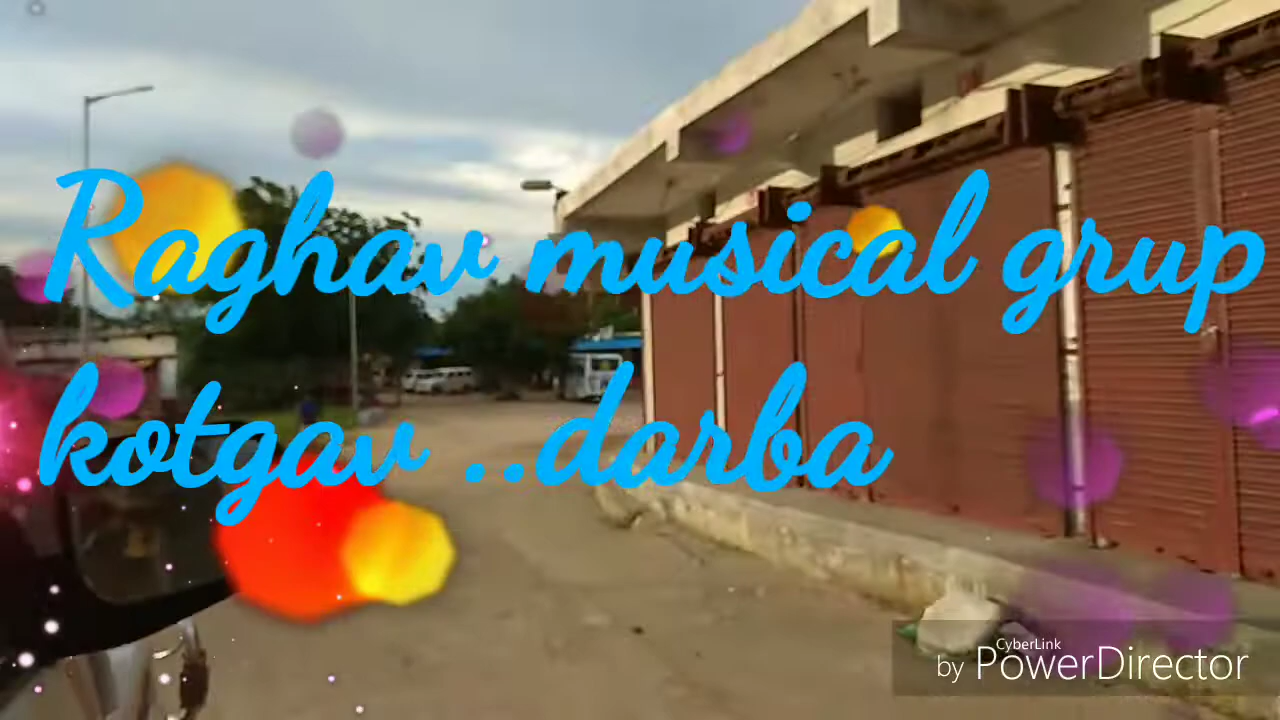 Raghav musical grup
kotgav ..darba
CyberLink
by PowerDirector